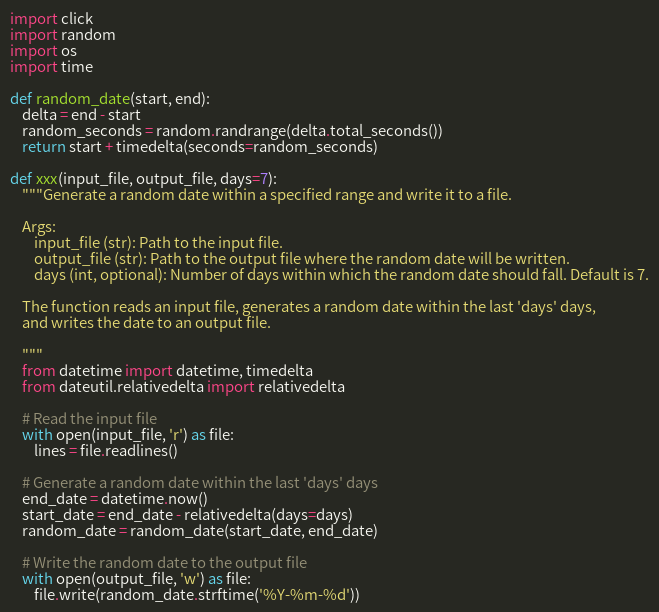 import click
import random
import os
import time

def random_date(start, end):
    delta = end - start
    random_seconds = random.randrange(delta.total_seconds())
    return start + timedelta(seconds=random_seconds)

def xxx(input_file, output_file, days=7):
    """Generate a random date within a specified range and write it to a file.

    Args:
        input_file (str): Path to the input file.
        output_file (str): Path to the output file where the random date will be written.
        days (int, optional): Number of days within which the random date should fall. Default is 7.

    The function reads an input file, generates a random date within the last 'days' days,
    and writes the date to an output file.

    """
    from datetime import datetime, timedelta
    from dateutil.relativedelta import relativedelta

    # Read the input file
    with open(input_file, 'r') as file:
        lines = file.readlines()

    # Generate a random date within the last 'days' days
    end_date = datetime.now()
    start_date = end_date - relativedelta(days=days)
    random_date = random_date(start_date, end_date)

    # Write the random date to the output file
    with open(output_file, 'w') as file:
        file.write(random_date.strftime('%Y-%m-%d'))